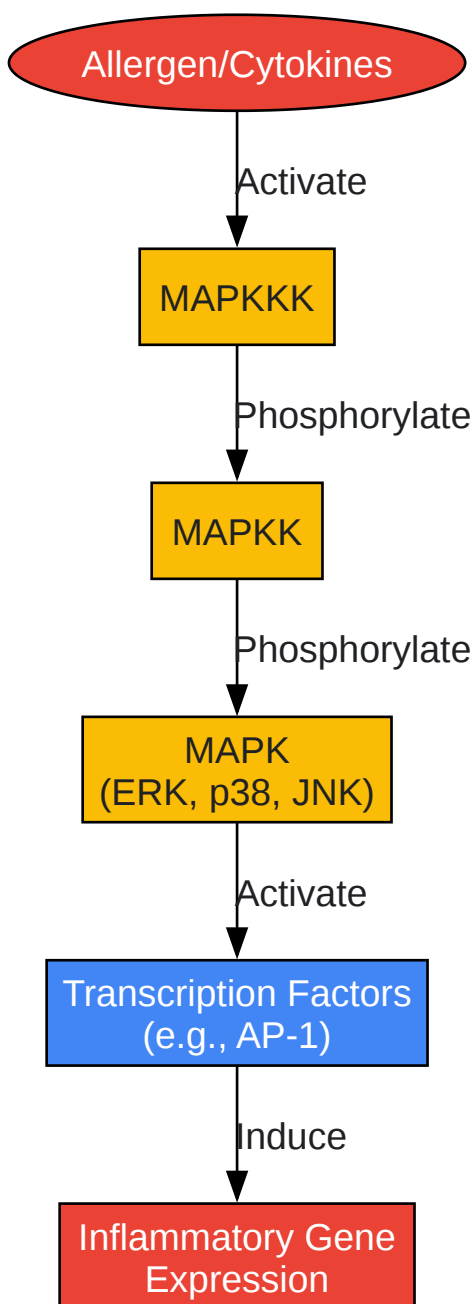 Allergen/Cytokines
Activate
MAPKKK
Phosphorylate
MAPKK
Phosphorylate
MAPK
(ERK, p38, JNK)
Activate
Transcription Factors
(e.g., AP-1)
Induce
Inflammatory Gene
Expression